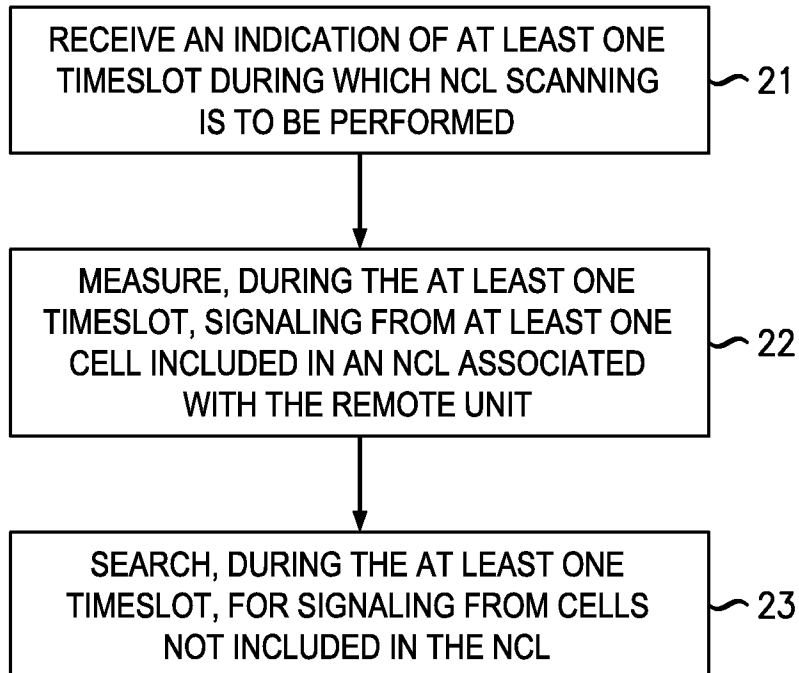 RECEIVE AN INDICATION OF AT LEAST ONE
TIMESLOT DURING WHICH NCL SCANNING
IS TO BE PERFORMED
21
MEASURE, DURING THE AT LEAST ONE
TIMESLOT, SIGNALING FROM AT LEAST ONE
CELL INCLUDED IN AN NCL ASSOCIATED
WITH THE REMOTE UNIT
22
SEARCH, DURING THE AT LEAST ONE
TIMESLOT, FOR SIGNALING FROM CELLS
NOT INCLUDED IN THE NCL
23